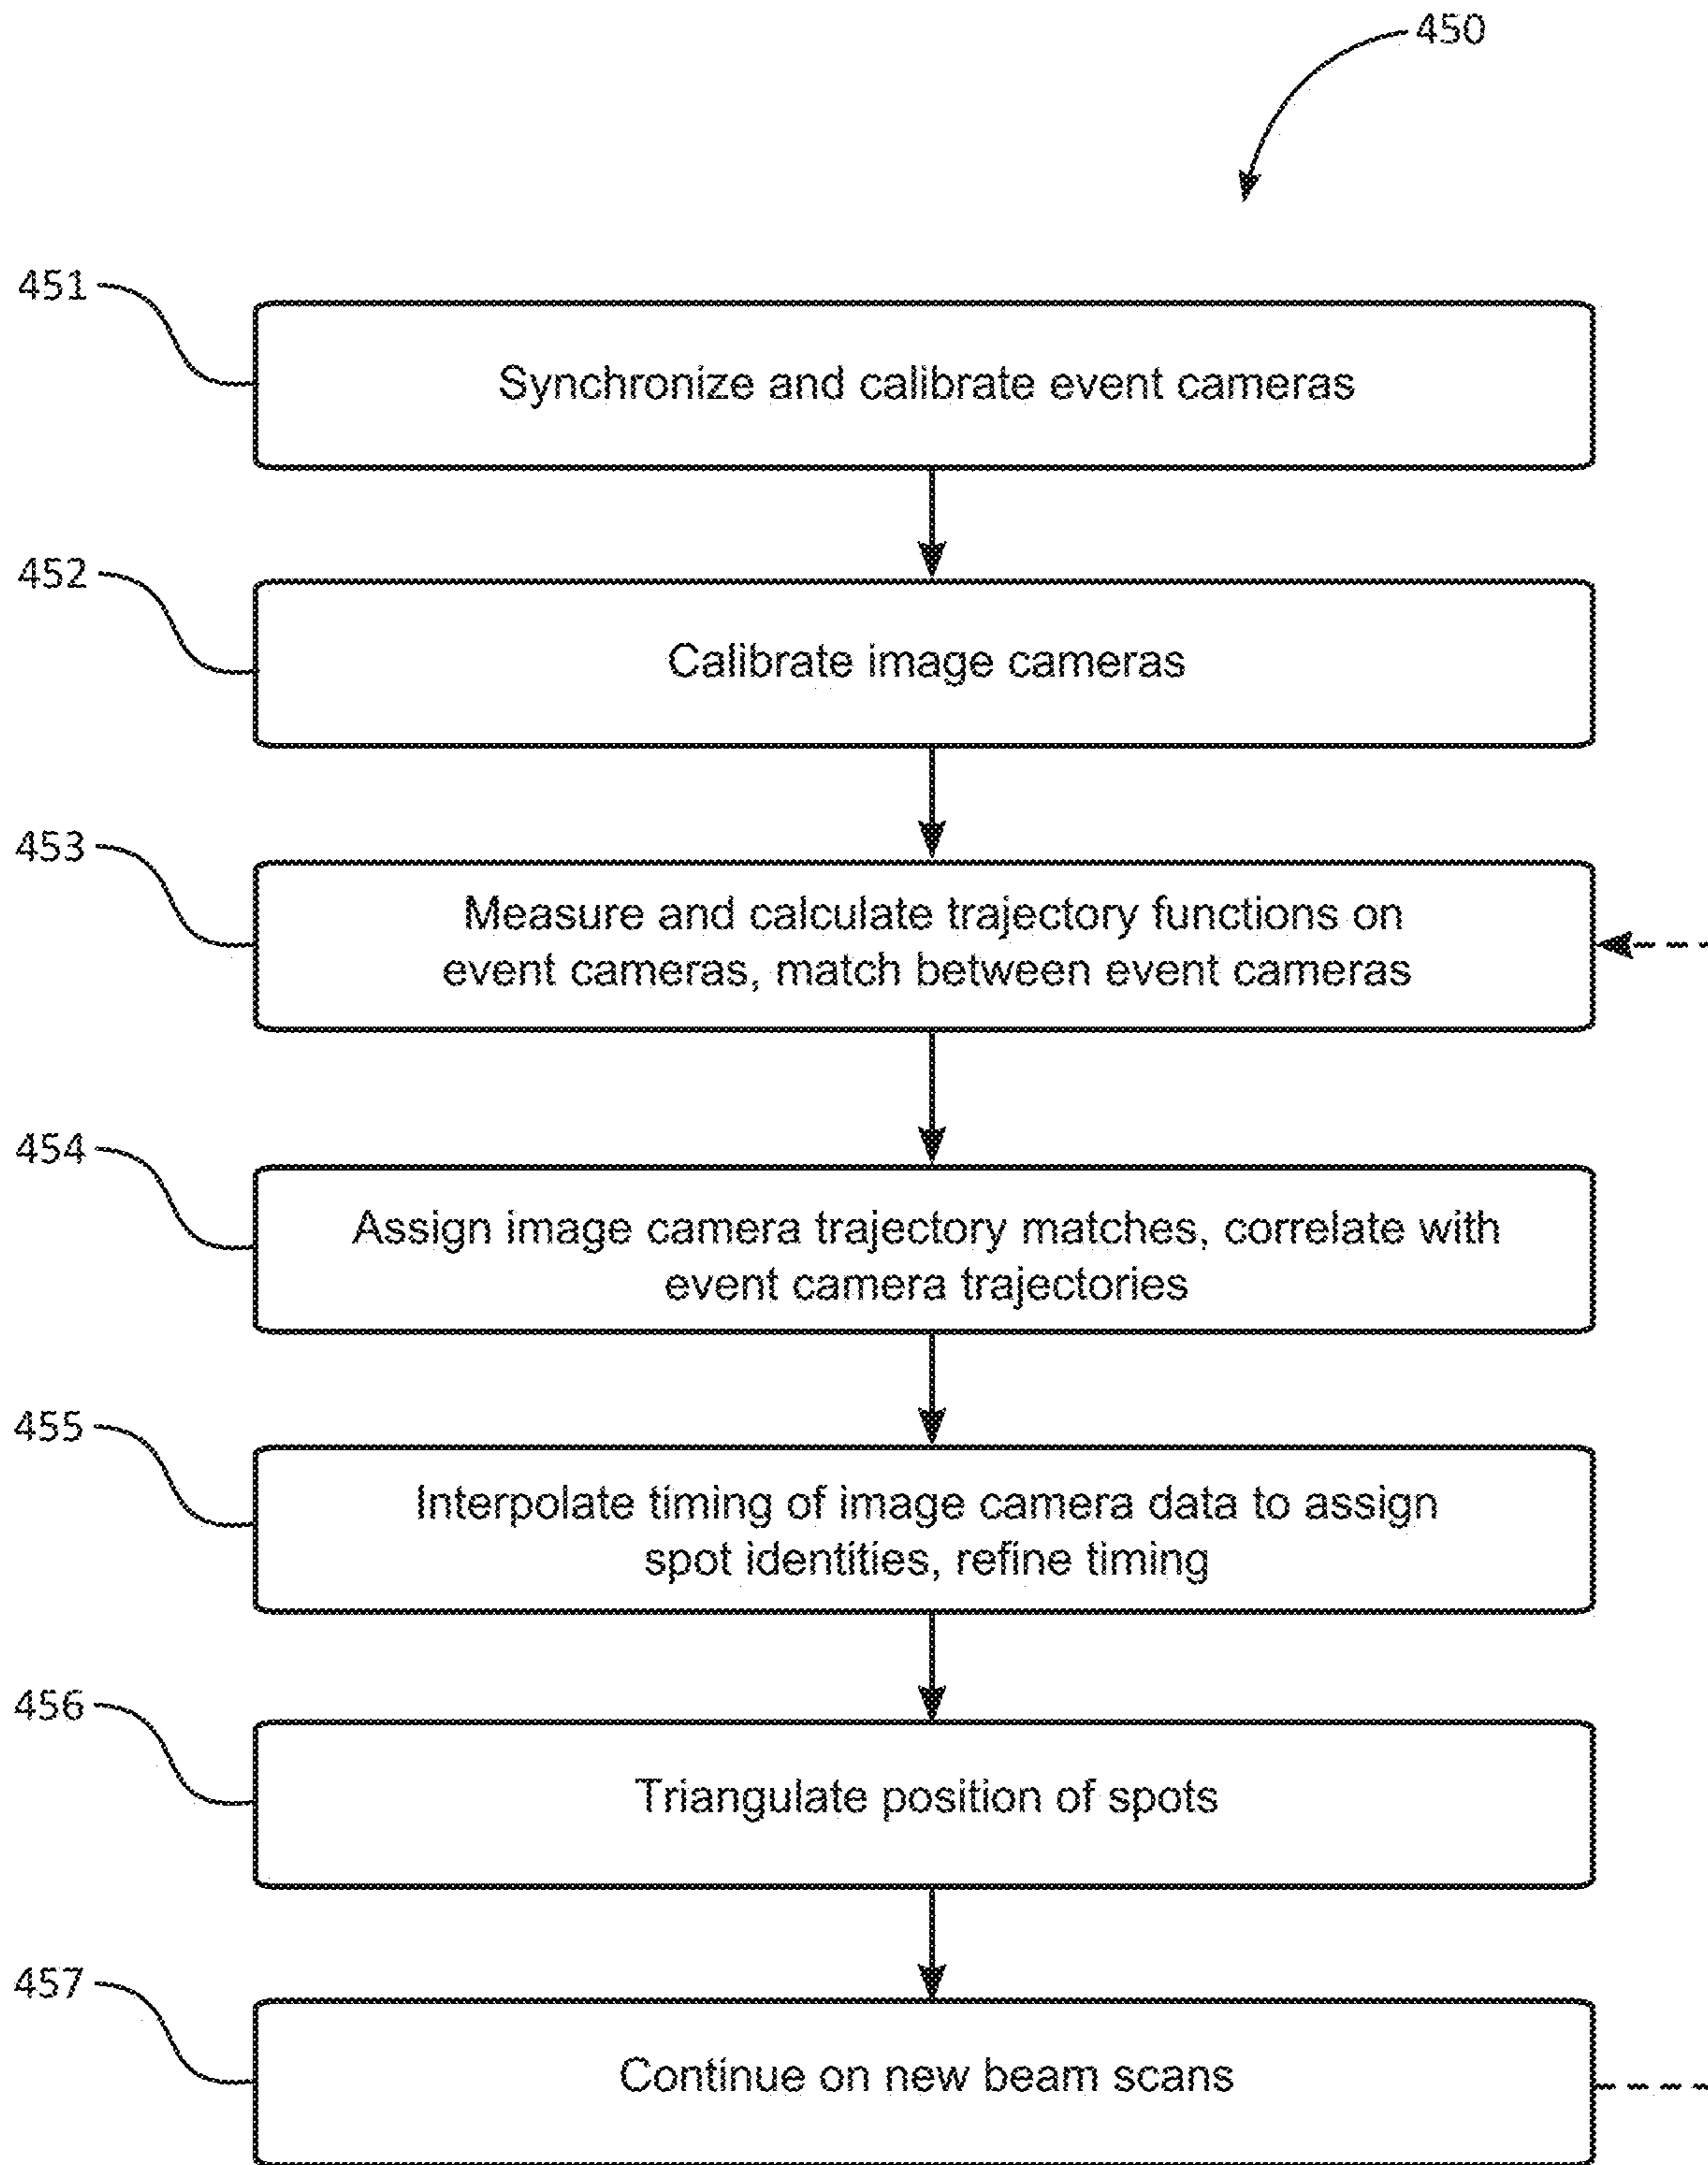 450
451
Synchronize and calibrate event cameras
452
Calibrate image cameras
453
Measure and calculate trajectory functions on
event cameras, match between event cameras
454
Assign image camera trajectory matches, correlate with
event camera trajectories
455
Interpolate timing of image camera data to assign
spot identities, refine timing
456
Triangulate position of spots
457
Continue on new beam scans